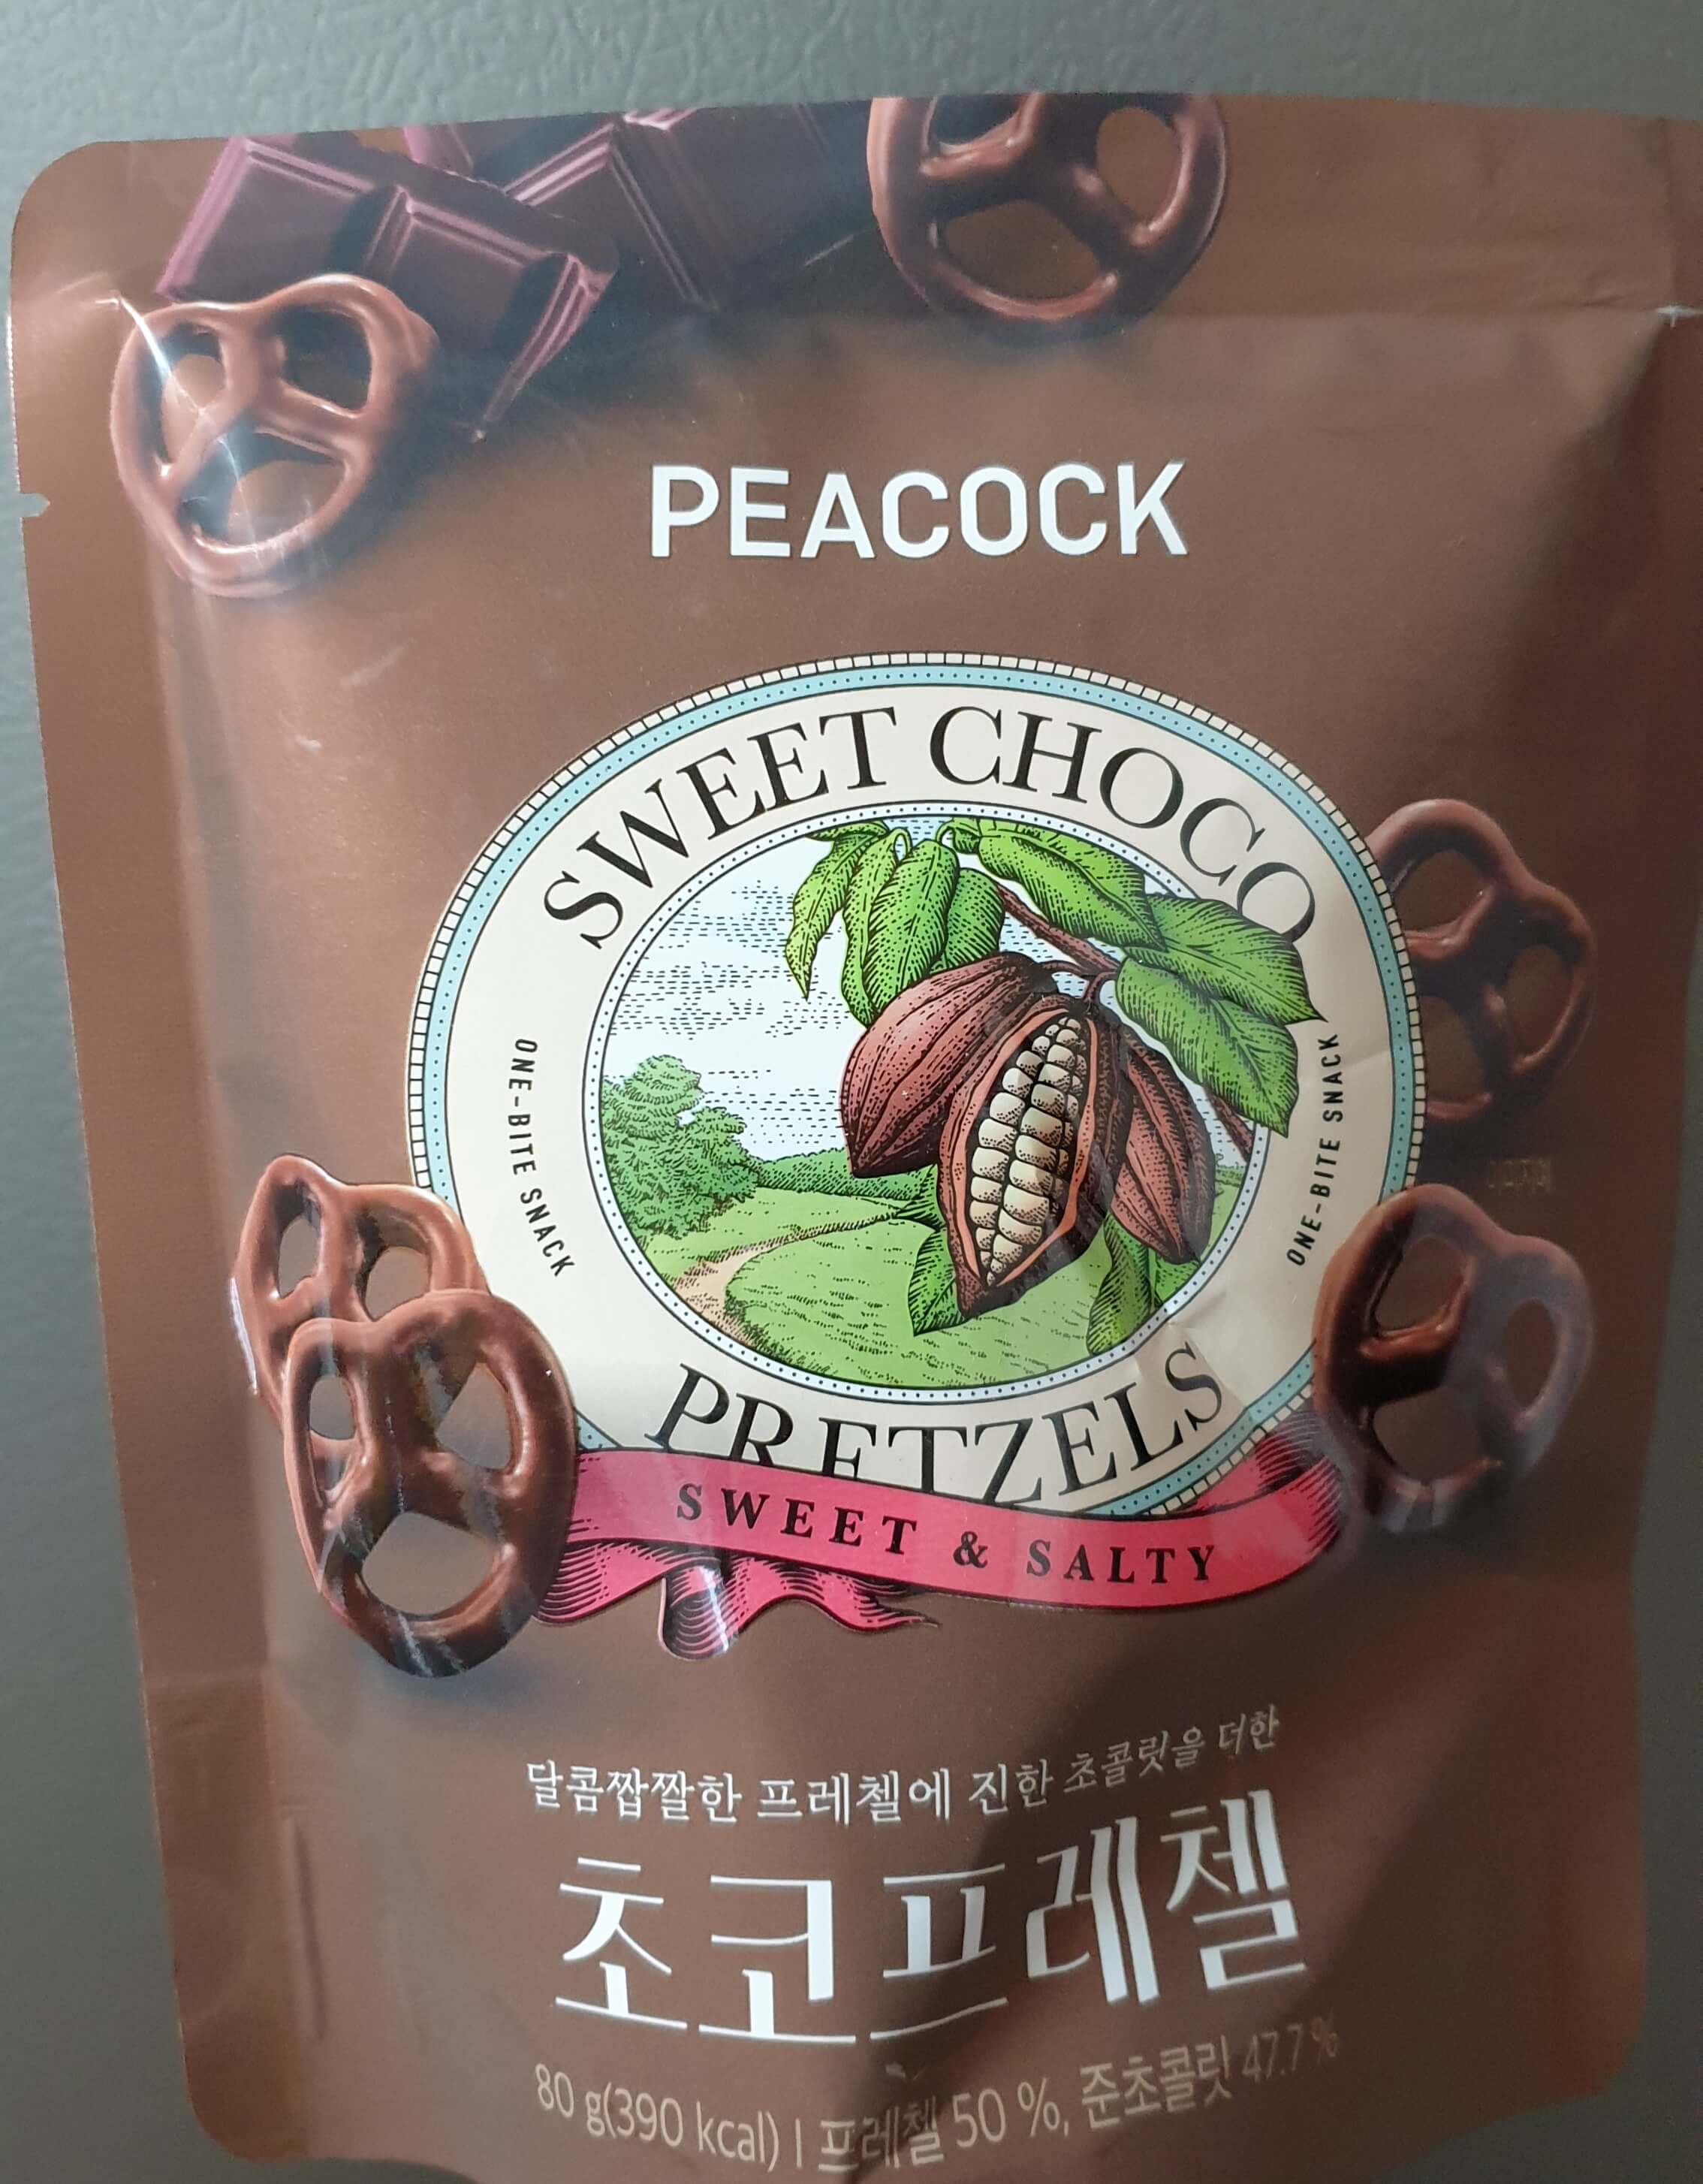 PEACOCK
SWEET CHOCO
ONE-BITE SNACK
ONE-BITE SNACK
PRETZELS
SWEET & SALTY
달콤짭짤한 프레첼에 진한 초콜릿을 더한
초코프레첼
80 g(390 kcal) | 프레첼 50 %, 준초콜릿 47.7 %